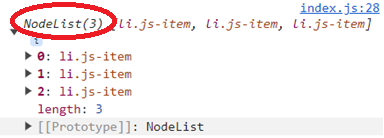 index.js:28
NodeList(3) [li.js-item, li.js-item, li.js-item]
i
0: li.js-item
1: li.js-item
2: li.js-item
length: 3
[[Prototype]]: NodeList